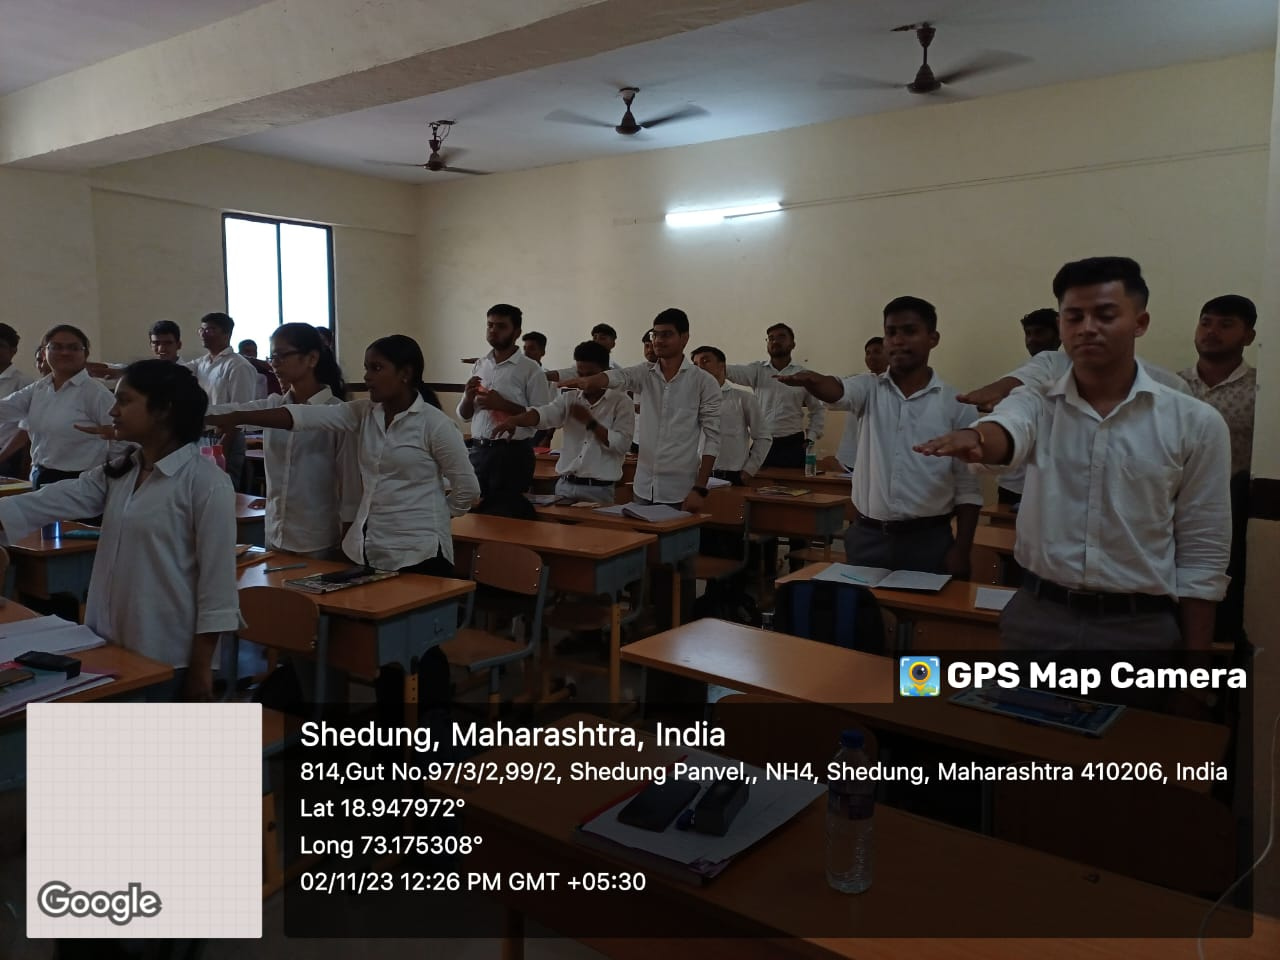 GPS Map Camera
Shedung, Maharashtra, India
814,Gut No.97/3/2,99/2, Shedung Panvel,, NH4, Shedung, Maharashtra 410206, India
Lat 18.947972°
Long 73.175308°
02/11/23 12:26 PM GMT +05:30
Google